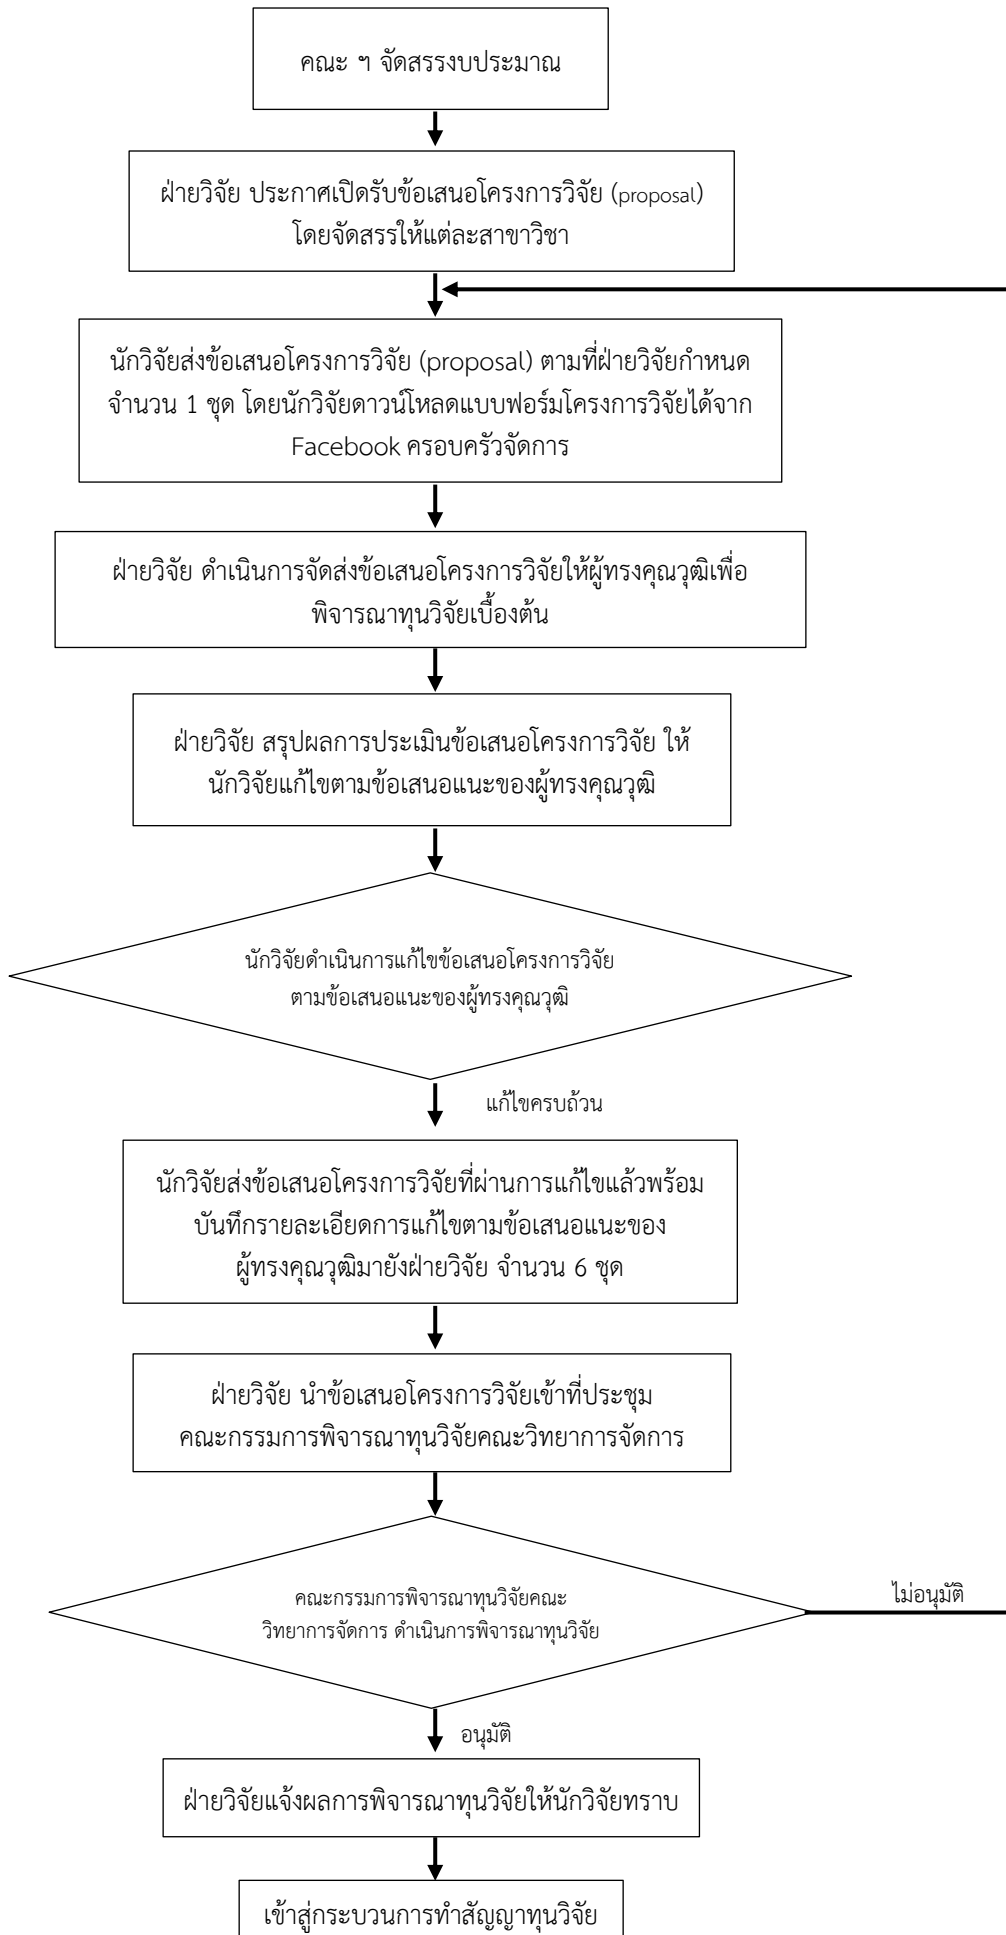 คณะ ฯ จัดสรรงบประมาณ
ฝ่ายวิจัย ประกาศเปิดรับข้อเสนอโครงการวิจัย (proposal)
โดยจัดสรรให้แต่ละสาขาวิชา
นักวิจัยส่งข้อเสนอโครงการวิจัย (proposal) ตามที่ฝ่ายวิจัยกำหนด
จำนวน 1 ชุด โดยนักวิจัยดาวน์โหลดแบบฟอร์มโครงการวิจัยได้จาก
Facebook ครอบครัวจัดการ
ฝ่ายวิจัย ดำเนินการจัดส่งข้อเสนอโครงการวิจัยให้ผู้ทรงคุณวุฒิเพื่อ
พิจารณาทุนวิจัยเบื้องต้น
ฝ่ายวิจัย สรุปผลการประเมินข้อเสนอโครงการวิจัย ให้
นักวิจัยแก้ไขตามข้อเสนอแนะของผู้ทรงคุณวุฒิ
นักวิจัยดำเนินการแก้ไขข้อเสนอโครงการวิจัย
ตามข้อเสนอแนะของผู้ทรงคุณวุฒิ
แก้ไขครบถ้วน
นักวิจัยส่งข้อเสนอโครงการวิจัยที่ผ่านการแก้ไขแล้วพร้อม
บันทึกรายละเอียดการแก้ไขตามข้อเสนอแนะของ
ผู้ทรงคุณวุฒิมายังฝ่ายวิจัย จำนวน 6 ชุด
ฝ่ายวิจัย นำข้อเสนอโครงการวิจัยเข้าที่ประชุม
คณะกรรมการพิจารณาทุนวิจัยคณะวิทยาการจัดการ
คณะกรรมการพิจารณาทุนวิจัยคณะ
วิทยาการจัดการ ดำเนินการพิจารณาทุนวิจัย
ไม่อนุมัติ
อนุมัติ
ฝ่ายวิจัยแจ้งผลการพิจารณาทุนวิจัยให้นักวิจัยทราบ
เข้าสู่กระบวนการทำสัญญาทุนวิจัย